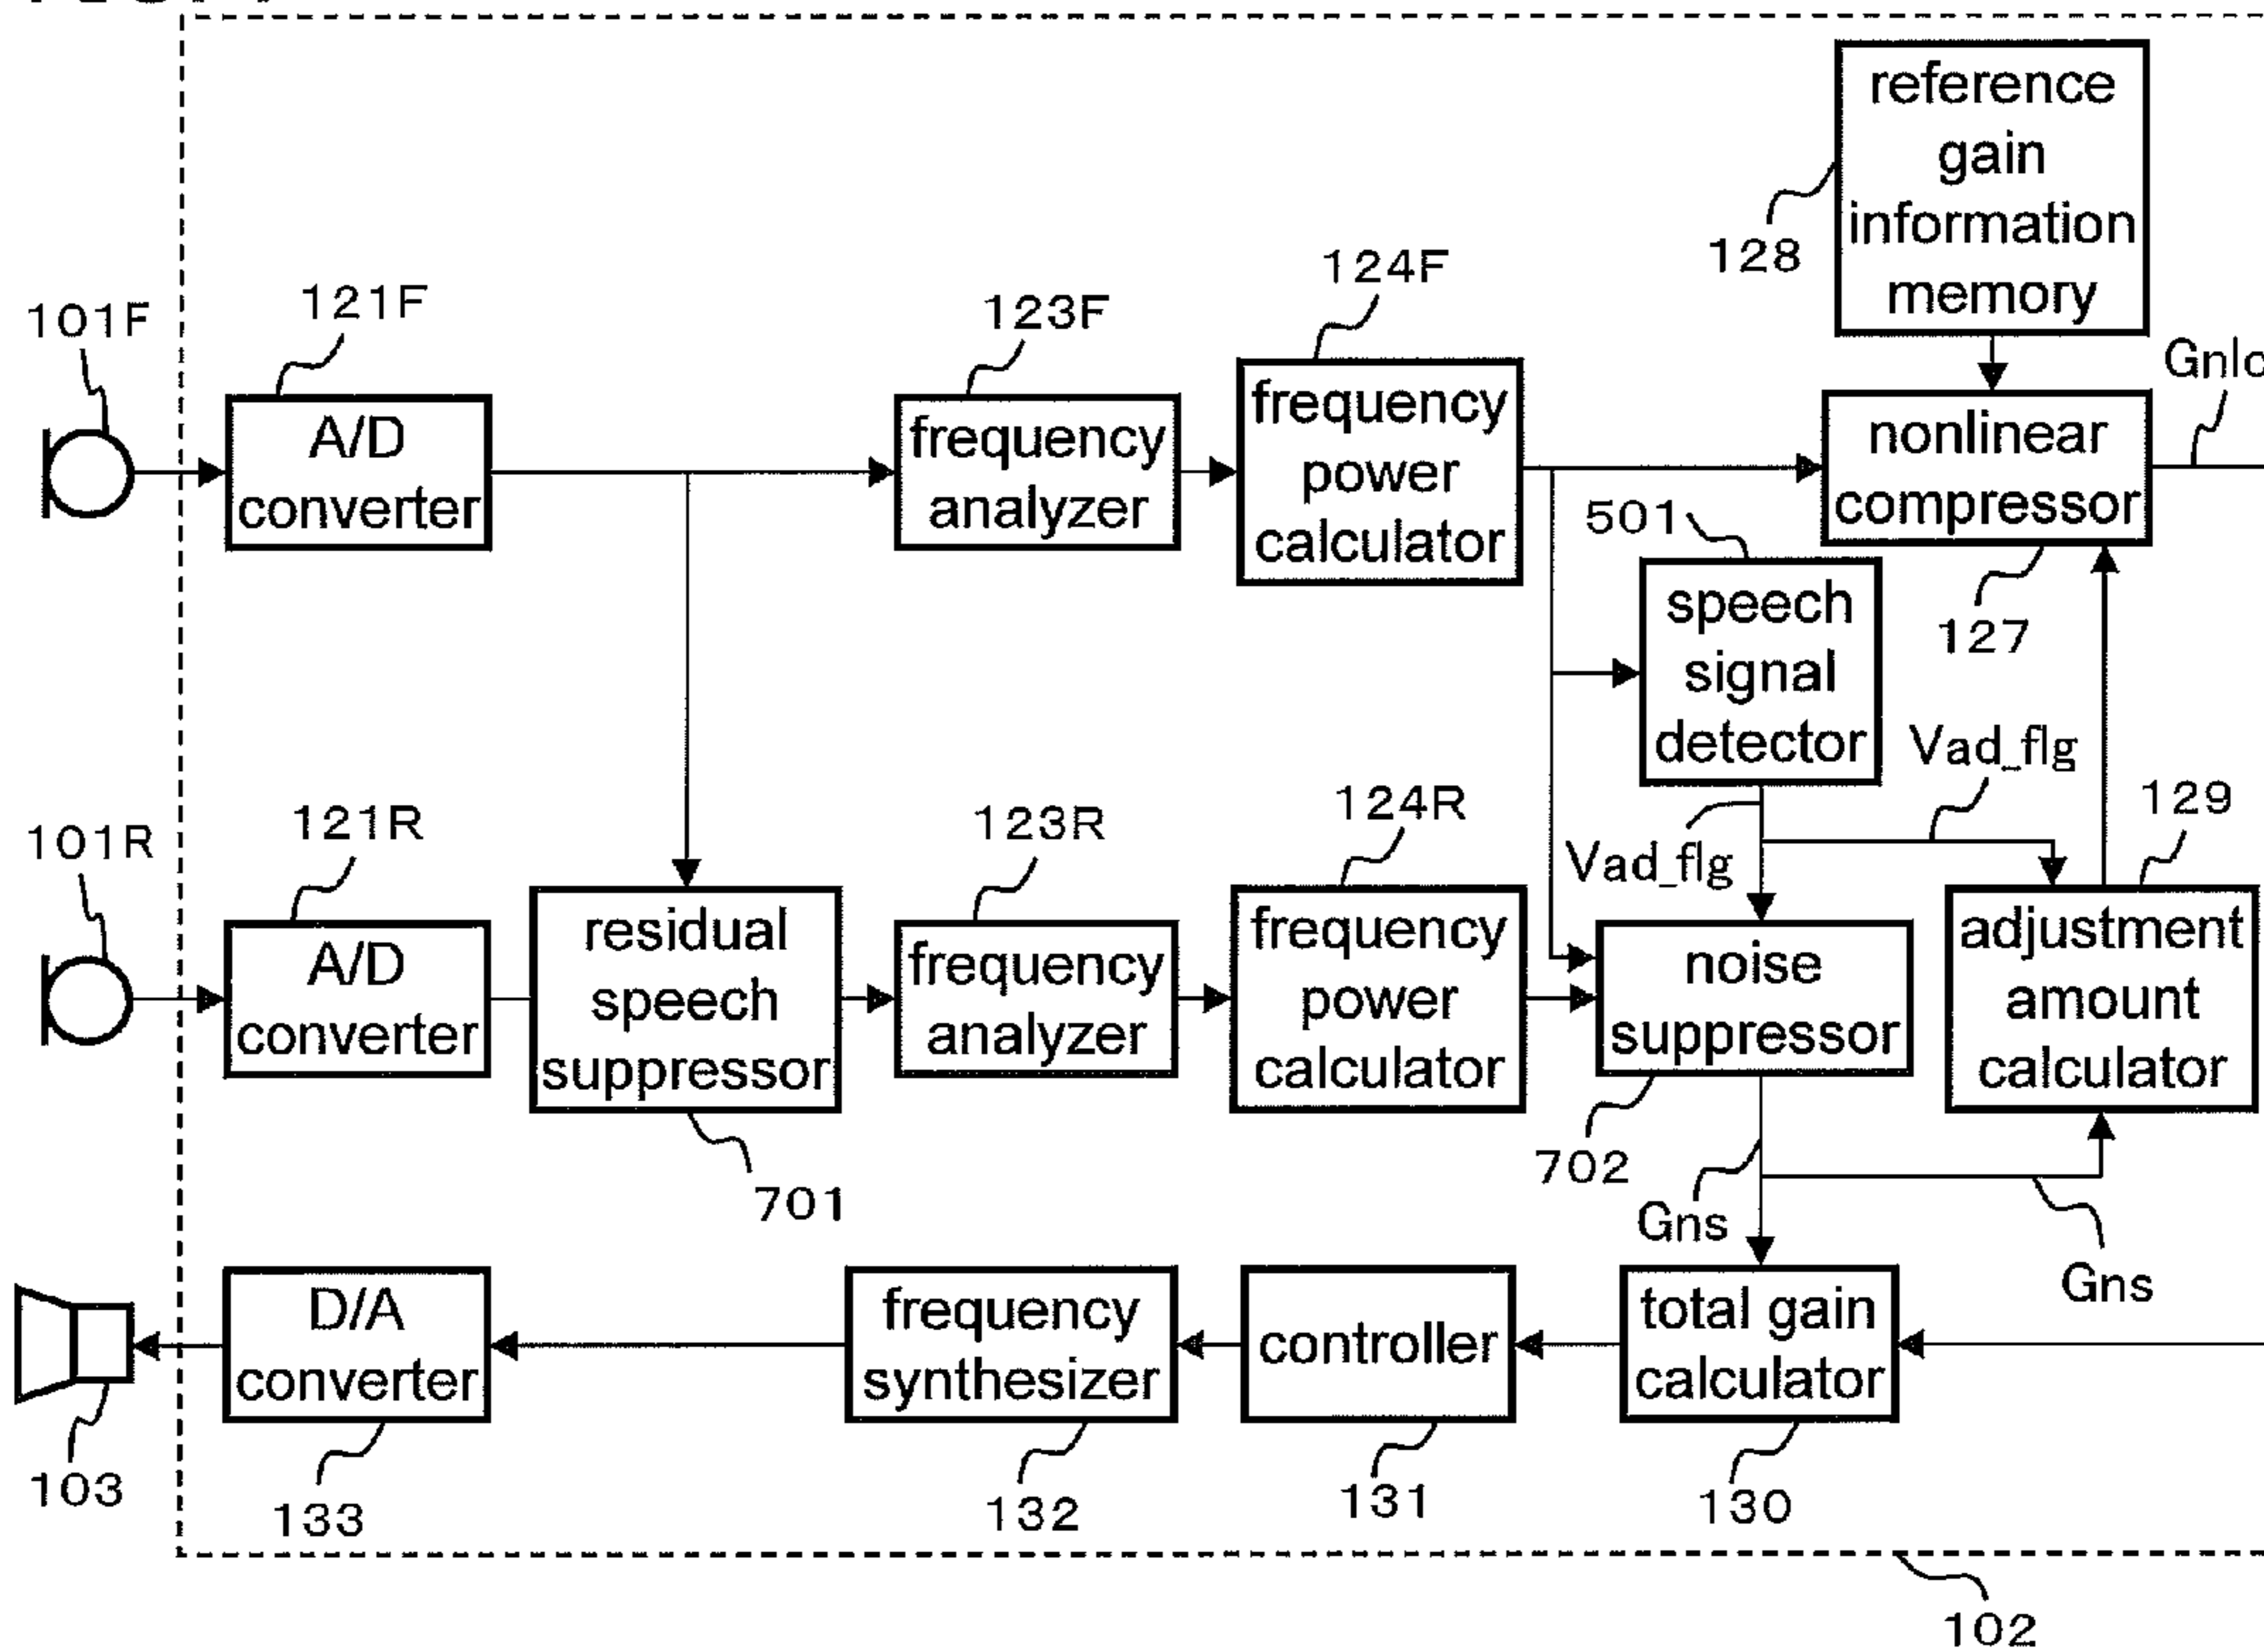 reference
gain
information
memory
128
124F
123F
121F
101F
Gnlc
A/D
converter
frequency
analyzer
frequency
power
calculator
nonlinear
compressor
501
127
speech
signal
detector
Vad_flg
129
124R
123R
121R
101R
Vad_flg
A/D
converter
residual
speech
suppressor
frequency
analyzer
frequency
power
calculator
noise
suppressor
adjustment
amount
calculator
702
701
Gns
Gns
D/A
converter
frequency
synthesizer
controller
total gain
calculator
103
133
132
131
130
102